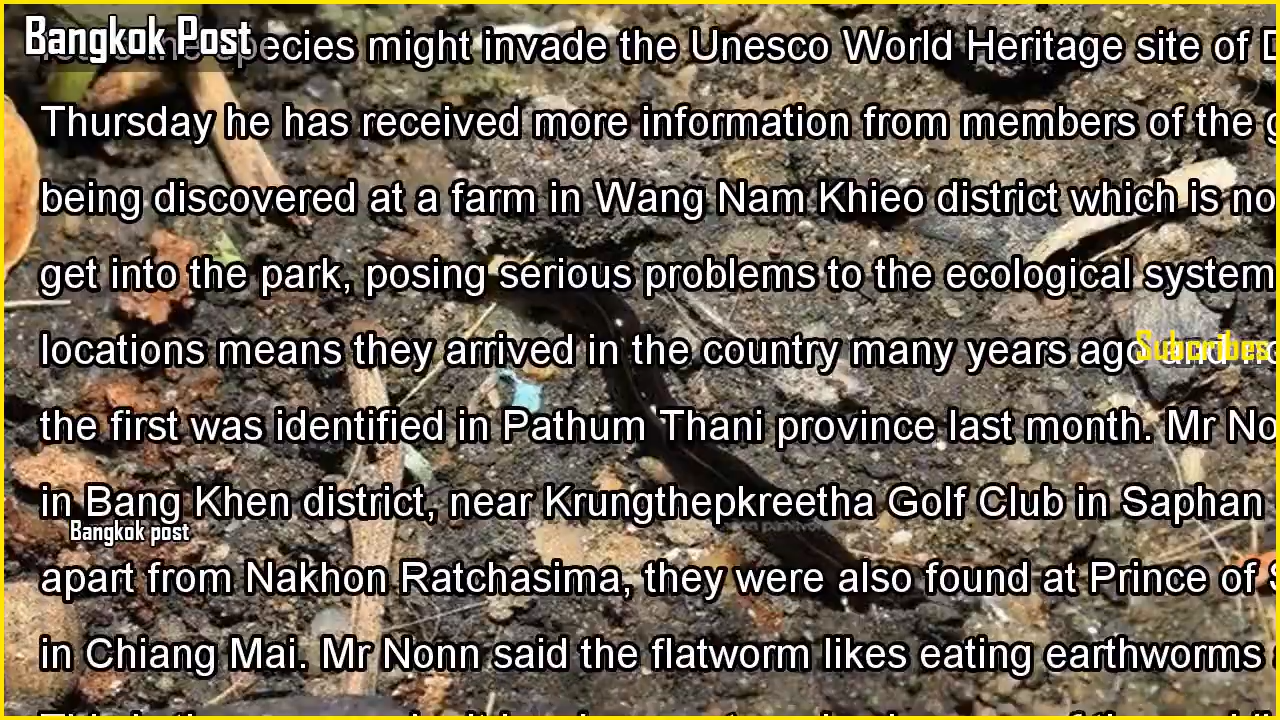 Bangkok Post
species might invade the Unesco World Heritage site of D
Thursday he has received more information from members of the g
being discovered at a farm in Wang Nam Khieo district which is no
get into the park, posing serious problems to the ecological system
locations means they arrived in the country many years ago and
Subcribes
the first was identified in Pathum Thani province last month. Mr No
in Bang Khen district, near Krungthepkreetha Golf Club in Saphan
Bangkok post
apart from Nakhon Ratchasima, they were also found at Prince of S
in Chiang Mai. Mr Nonn said the flatworm likes eating earthworms